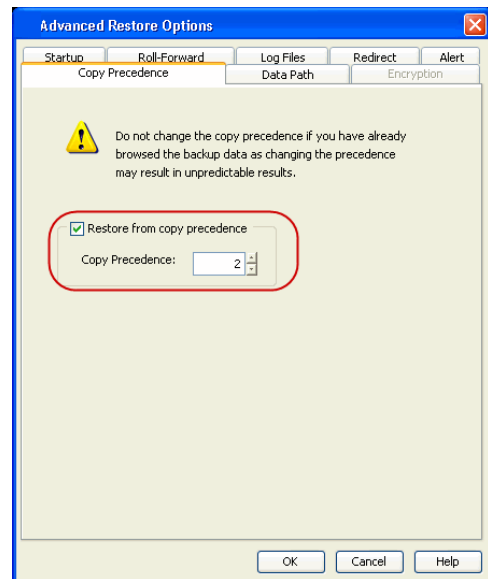 Advanced Restore Options
Startup Roll-Forward Log Files Redirect Alert
Copy Precedence Data Path Encryption
Do not change the copy precedence if you have already
browsed the backup data as changing the precedence
may result in unpredictable results.
Restore from copy precedence
Copy Precedence: 2
OK Cancel Help